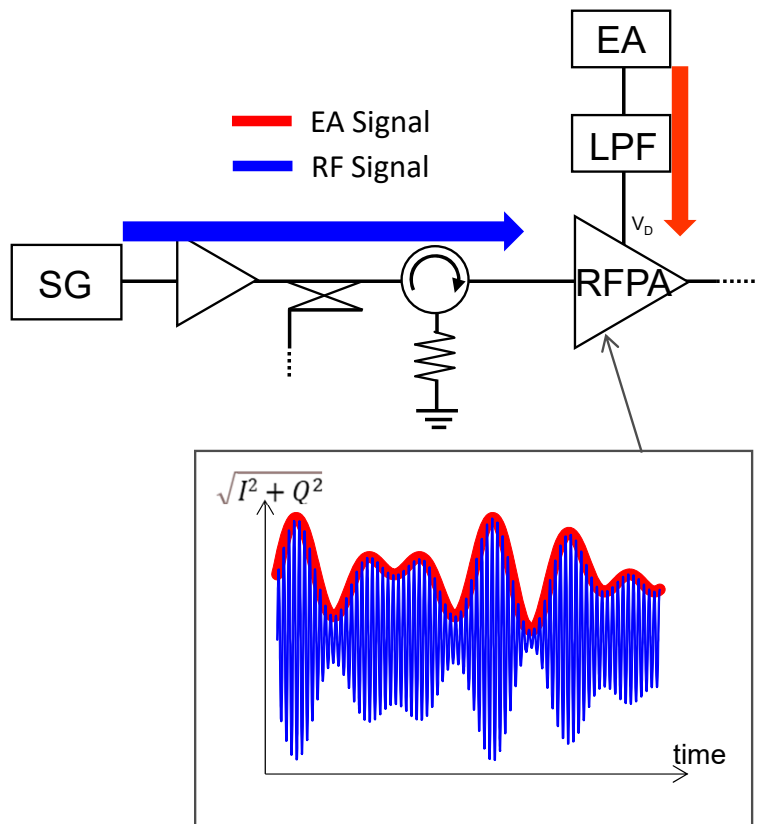 EA
EA Signal
RF Signal
LPF
V_D
SG
RFPA
√(I² + Q²)
time